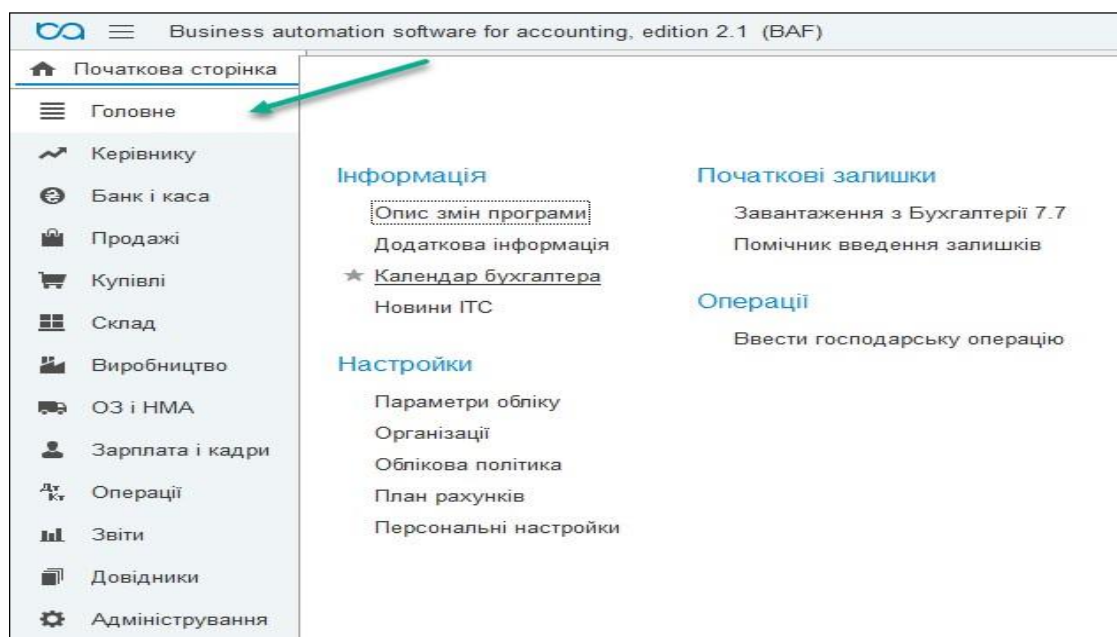 Business automation software for accounting, edition 2.1 (BAF)
Початкова сторінка
Головне
Керівнику
Банк і каса
Продажі
Купівлі
Склад
Виробництво
ОЗ і НМА
Зарплата і кадри
Операції
Звіти
Довідники
Адміністрування
Інформація
Опис змін програми
Додаткова інформація
Календар бухгалтера
Новини ІТС
Настройки
Параметри обліку
Організації
Облікова політика
План рахунків
Персональні настройки
Початкові залишки
Завантаження з Бухгалтерії 7.7
Помічник введення залишків
Операції
Ввести господарську операцію